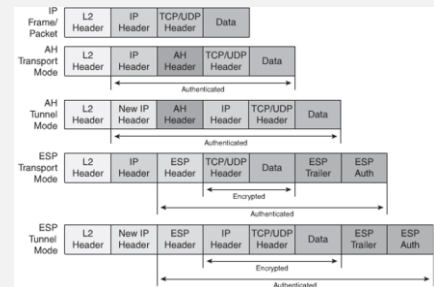 IP Frame/Packet
L2 Header IP Header TCP/UDP Header Data
AH Transport Mode
L2 Header IP Header AH Header TCP/UDP Header Data
Authenticated
AH Tunnel Mode
L2 Header New IP Header AH Header IP Header TCP/UDP Header Data
Authenticated
ESP Transport Mode
L2 Header IP Header ESP Header TCP/UDP Header Data ESP Trailer ESP Auth
Encrypted
Authenticated
ESP Tunnel Mode
L2 Header New IP Header ESP Header IP Header TCP/UDP Header Data ESP Trailer ESP Auth
Encrypted
Authenticated